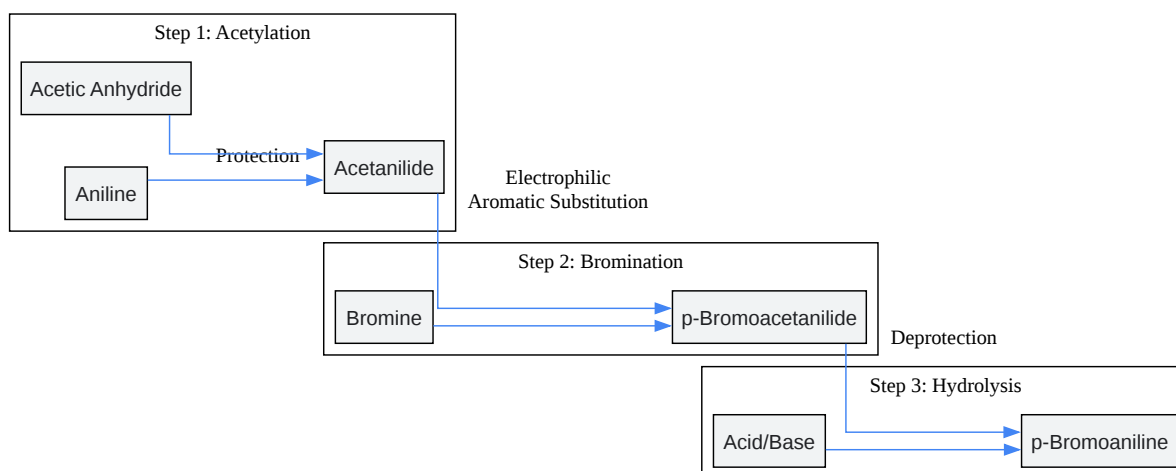 Step 1: Acetylation
Acetic Anhydride
Protection
Acetanilide
Aniline
Electrophilic
Aromatic Substitution
Step 2: Bromination
Bromine
p-Bromoacetanilide
Deprotection
Step 3: Hydrolysis
Acid/Base
p-Bromoaniline